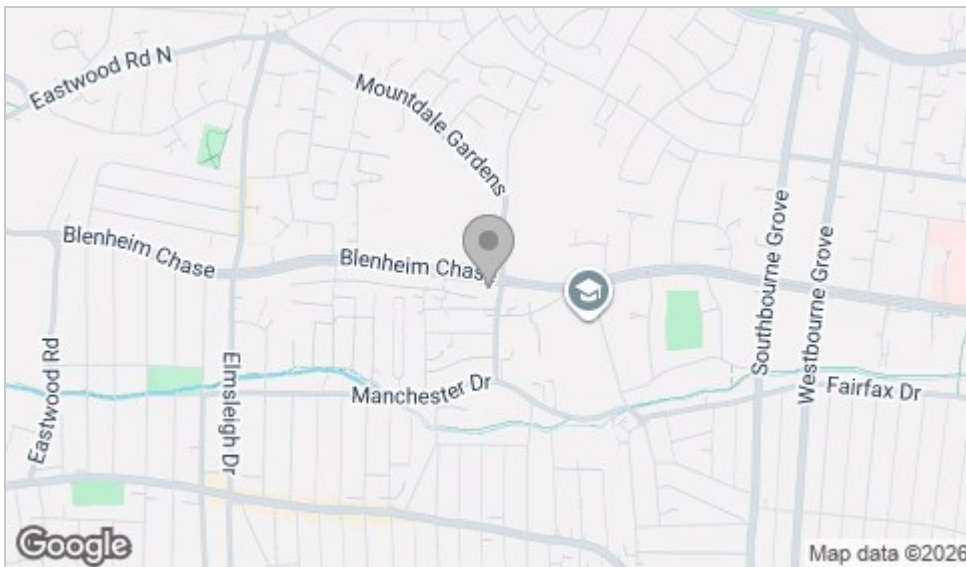 Eastwood Rd N
Mountdale Gardens
Blenheim Chase
Blenheim Chase
Southbourne Grove
Westbourne Grove
Eastwood Rd
Elmsleigh Dr
Manchester Dr
Fairfax Dr
Google
Map data ©2026